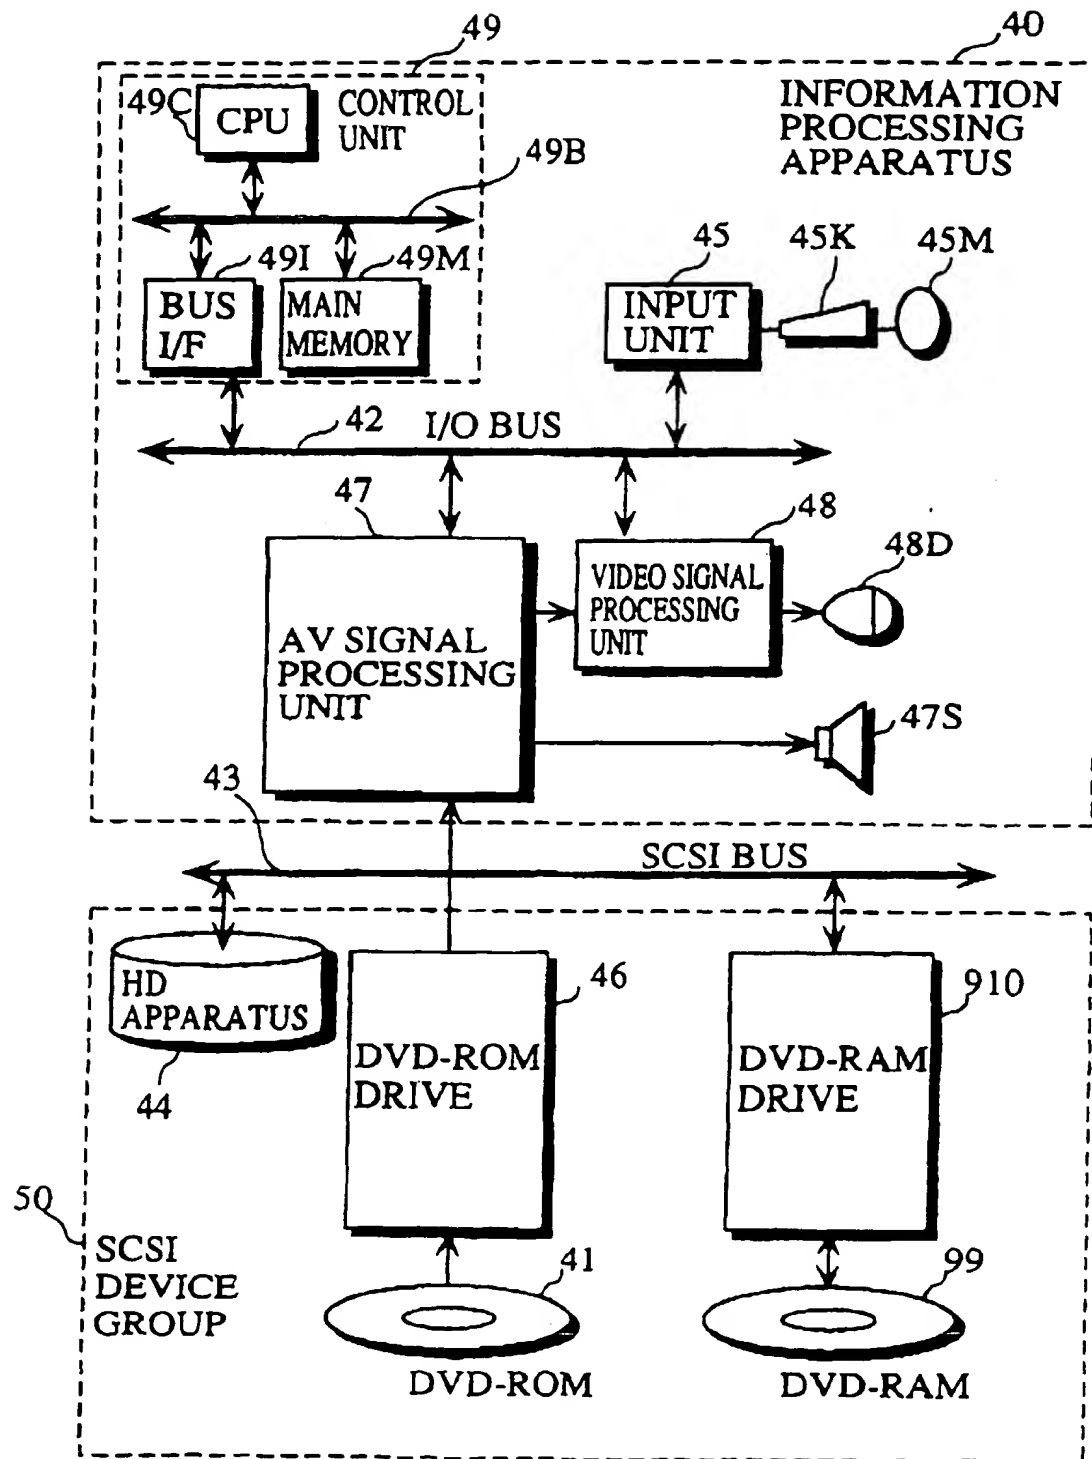 49
40
49C
CPU
CONTROL
UNIT
INFORMATION
PROCESSING
APPARATUS
49B
49I
49M
45
45K
45M
BUS
I/F
MAIN
MEMORY
INPUT
UNIT
42
I/O BUS
47
48
48D
AV SIGNAL
PROCESSING
UNIT
VIDEO SIGNAL
PROCESSING
UNIT
47S
43
SCSI BUS
HD
APPARATUS
44
46
910
DVD-ROM
DRIVE
DVD-RAM
DRIVE
50
SCSI
DEVICE
GROUP
41
99
DVD-ROM
DVD-RAM